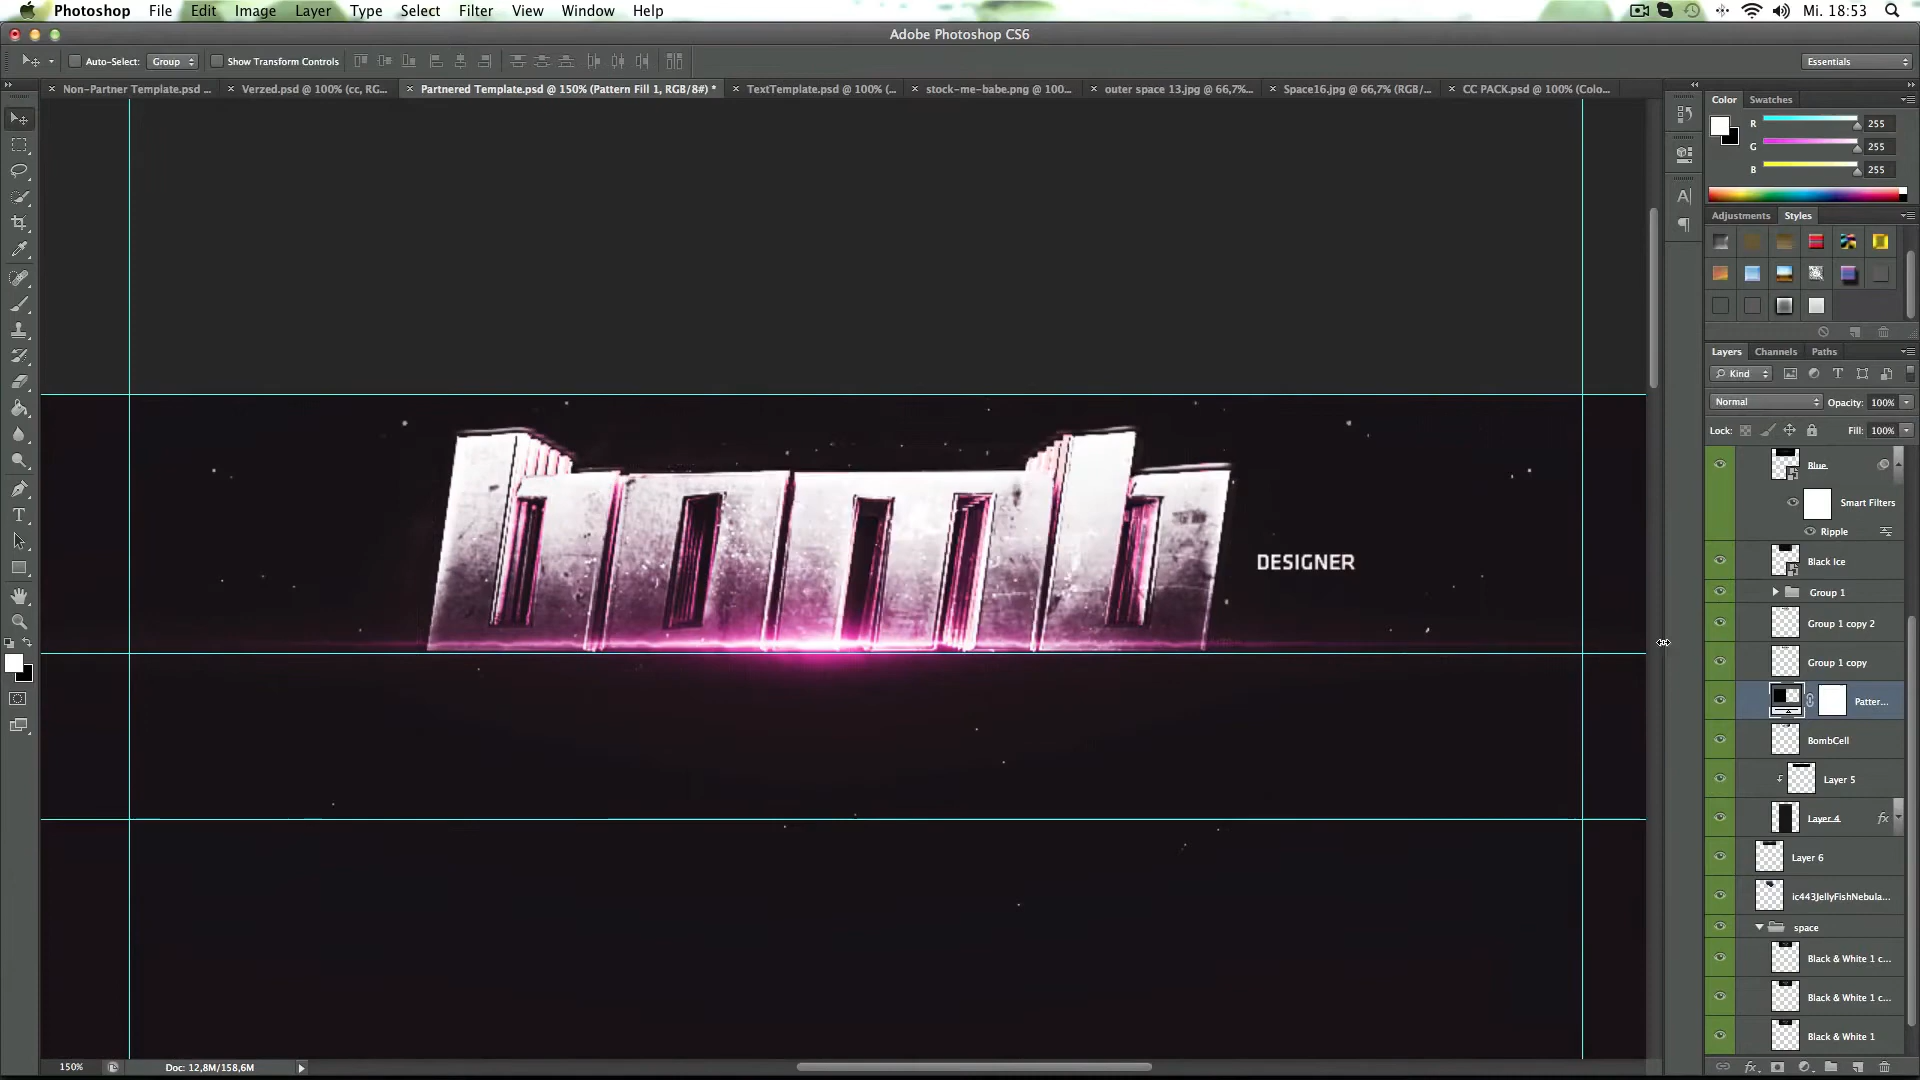 Photoshop File Edit Image Layer Type Select Filter View Window Help Mi. 18:53
Adobe Photoshop CS6
Auto-Select: Group Show Transform Controls Essentials
Non-Partner Template.psd ... Verzed.psd @ 100% (cc, RG... Partnered Template.psd @ 150% (Pattern Fill 1, RGB/8#) * TextTemplate.psd @ 100% (... stock-me-babe.png @ 100... outer space 13.jpg @ 66,7%... Space16.jpg @ 66,7% (RGB/... CC PACK.psd @ 100% (Colo...
Color Swatches
R 255
G 255
B 255
Adjustments Styles
Layers Channels Paths
Kind
Normal Opacity: 100%
Lock: Fill: 100%
Blue
Smart Filters
Ripple
Black Ice
Group 1
Group 1 copy 2
Group 1 copy
Patter...
BombCell
Layer 5
Layer 4 fx
Layer 6
ic443JellyFishNebula...
space
Black & White 1 c...
Black & White 1 c...
Black & White 1
bomb
DESIGNER
150% Doc: 12,8M/158,6M